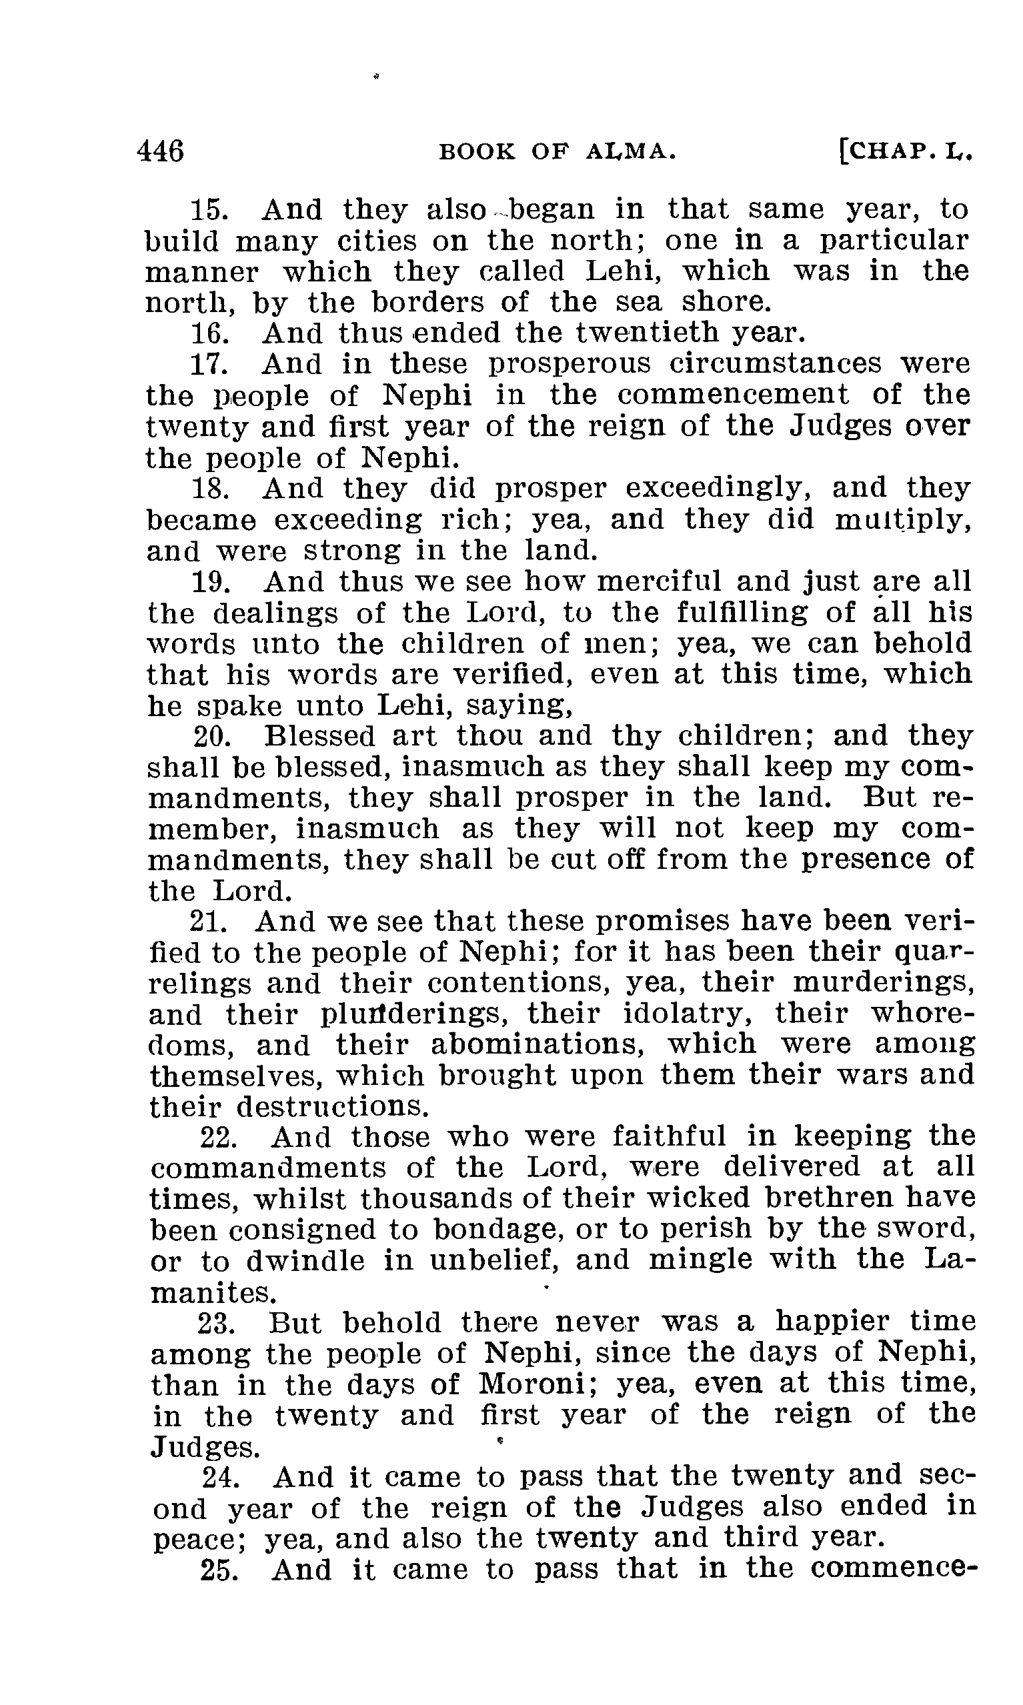 446 BOOK OF ALMA. [CHAP. L.
15. And they also began in that same year, to
build many cities on the north; one in a particular
manner which they called Lehi, which was in the
north, by the borders of the sea shore.
16. And thus ended the twentieth year.
17. And in these prosperous circumstances were
the people of Nephi in the commencement of the
twenty and first year of the reign of the Judges over
the people of Nephi.
18. And they did prosper exceedingly, and they
became exceeding rich; yea, and they did multiply,
and were strong in the land.
19. And thus we see how merciful and just are all
the dealings of the Lord, to the fulfilling of all his
words unto the children of men; yea, we can behold
that his words are verified, even at this time, which
he spake unto Lehi, saying,
20. Blessed art thou and thy children; and they
shall be blessed, inasmuch as they shall keep my com-
mandments, they shall prosper in the land. But re-
member, inasmuch as they will not keep my com-
mandments, they shall be cut off from the presence of
the Lord.
21. And we see that these promises have been veri-
fied to the people of Nephi; for it has been their quar-
relings and their contentions, yea, their murderings,
and their plunderings, their idolatry, their whore-
doms, and their abominations, which were among
themselves, which brought upon them their wars and
their destructions.
22. And those who were faithful in keeping the
commandments of the Lord, were delivered at all
times, whilst thousands of their wicked brethren have
been consigned to bondage, or to perish by the sword,
or to dwindle in unbelief, and mingle with the La-
manites.
23. But behold there never was a happier time
among the people of Nephi, since the days of Nephi,
than in the days of Moroni; yea, even at this time,
in the twenty and first year of the reign of the
Judges.
24. And it came to pass that the twenty and sec-
ond year of the reign of the Judges also ended in
peace; yea, and also the twenty and third year.
25. And it came to pass that in the commence-